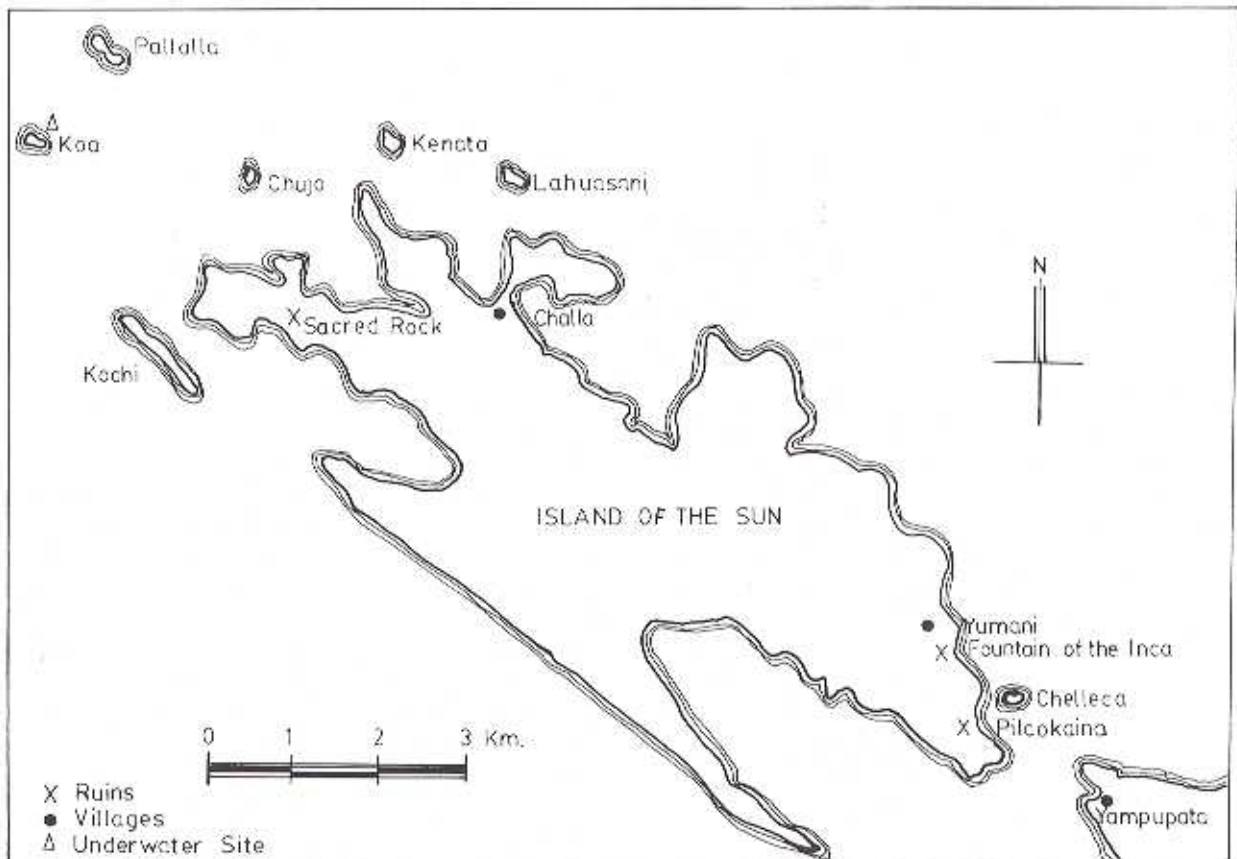 Pallalla
Koa
Kenata
Chuja
Lahuasani
N
Sacred Rock
Challa
Kochi
ISLAND OF THE SUN
Yumani
Fountain of the Inca
Chelleca
Pilcokaina
0 1 2 3 Km.
X Ruins
● Villages
Δ Underwater Site
Yampupata